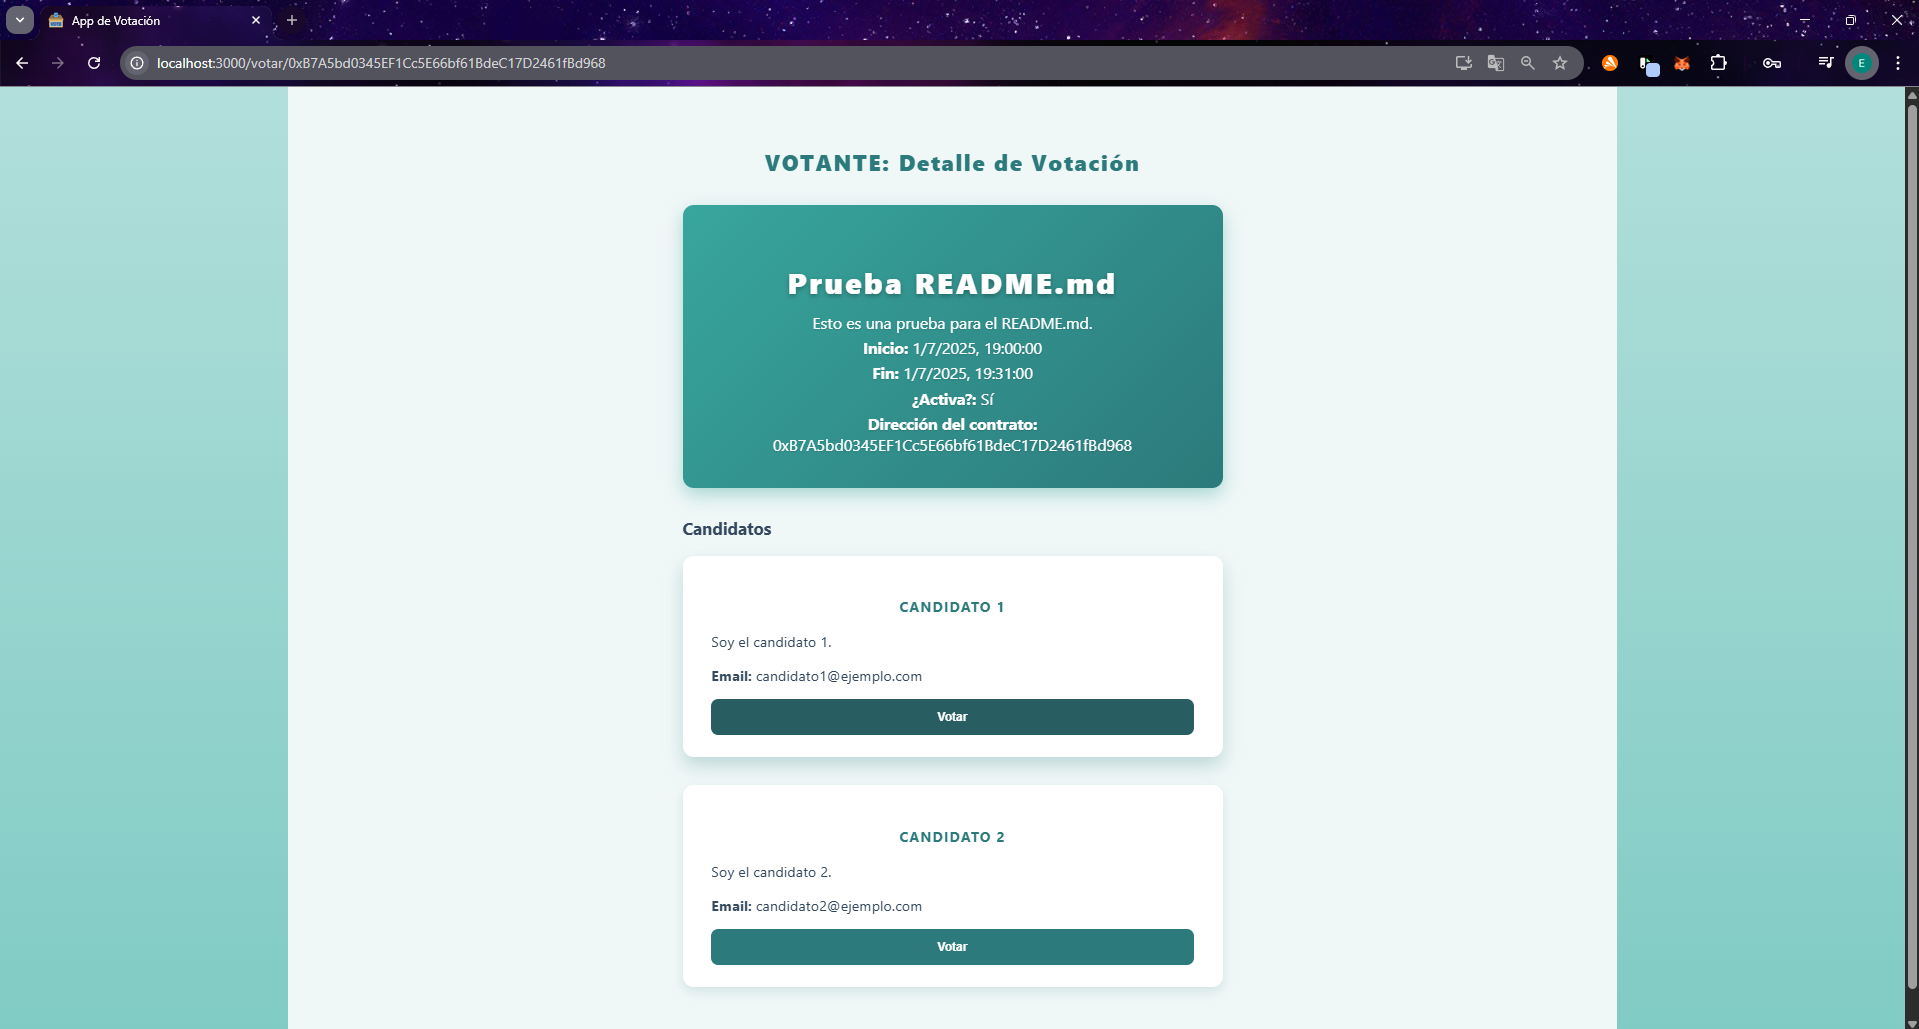 App de Votación
localhost:3000/votar/0xB7A5bd0345EF1Cc5E66bf61BdeC17D2461fBd968
E
VOTANTE: Detalle de Votación
Prueba README.md
Esto es una prueba para el README.md.
Inicio: 1/7/2025, 19:00:00
Fin: 1/7/2025, 19:31:00
¿Activa?: Sí
Dirección del contrato:
0xB7A5bd0345EF1Cc5E66bf61BdeC17D2461fBd968
Candidatos
CANDIDATO 1
Soy el candidato 1.
Email: candidato1@ejemplo.com
Votar
CANDIDATO 2
Soy el candidato 2.
Email: candidato2@ejemplo.com
Votar